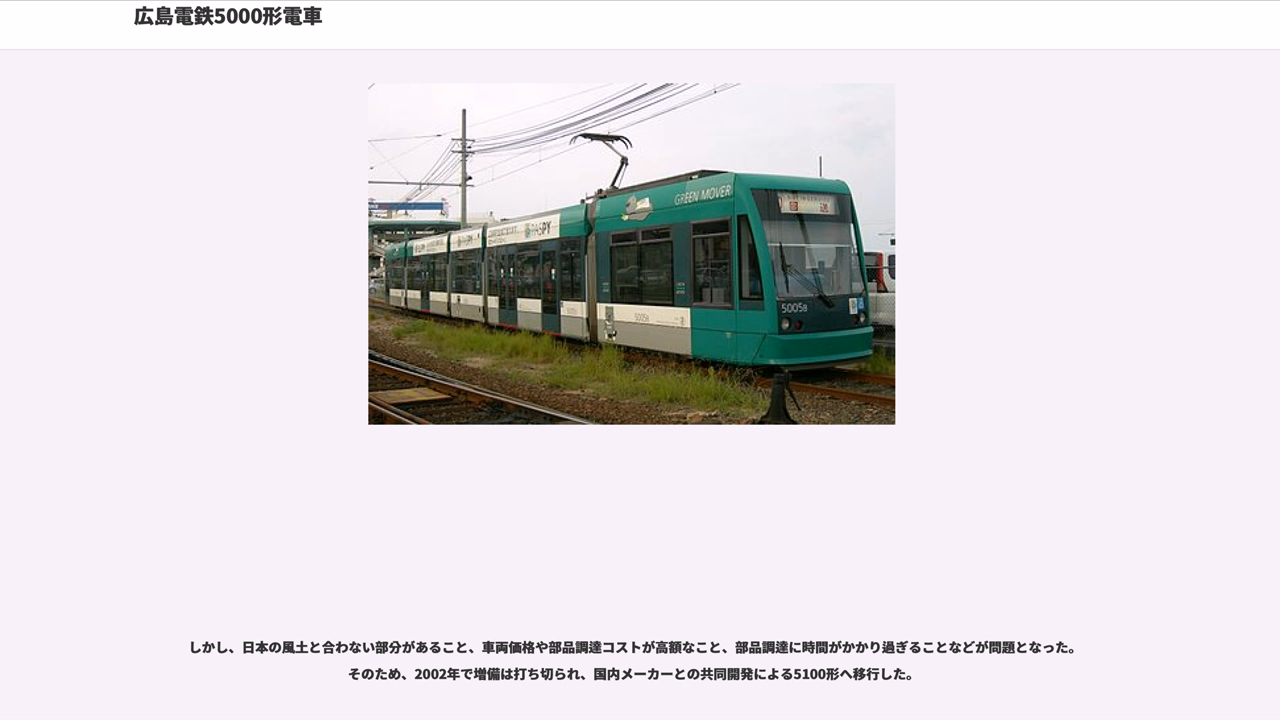 広島電鉄5000形電車
GREEN MOVER
PASPY
5005B
5005B
しかし、日本の風土と合わない部分があること、車両価格や部品調達コストが高額なこと、部品調達に時間がかかり過ぎることなどが問題となった。
そのため、2002年で増備は打ち切られ、国内メーカーとの共同開発による5100形へ移行した。